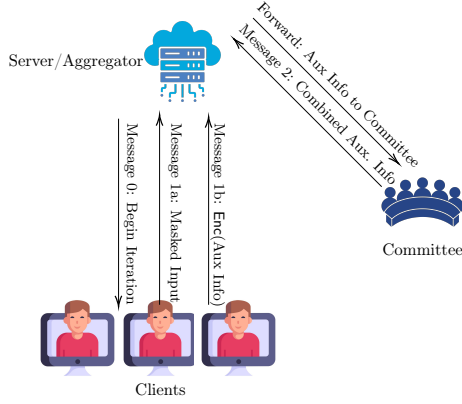 Server/Aggregator
Forward: Aux Info to Committee
Message 2: Combined Aux. Info
Message 0: Begin Iteration
Message 1a: Masked Input
Message 1b: Enc(Aux Info)
Committee
Clients